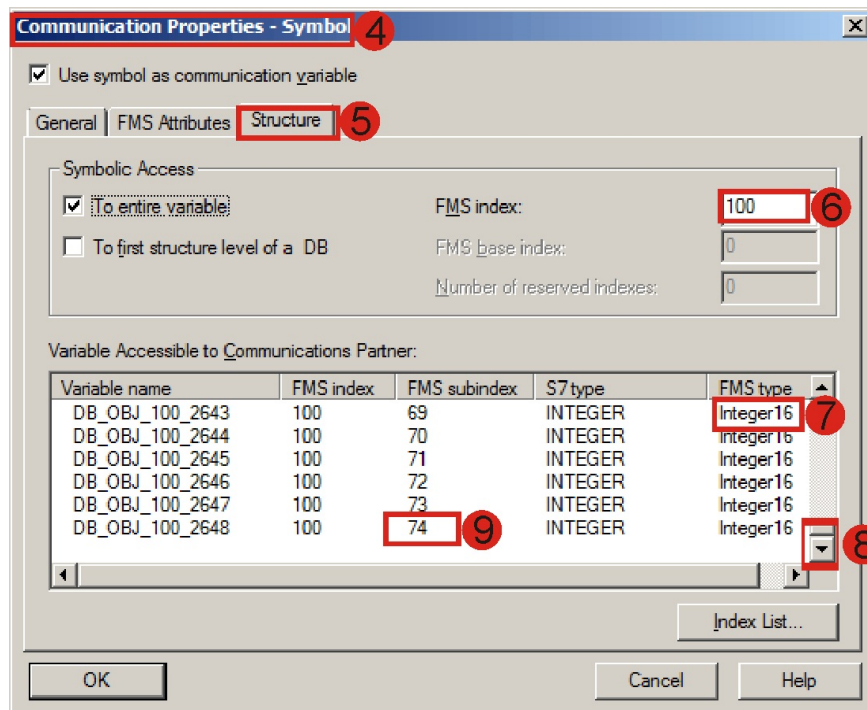 Communication Properties - Symbol 4
Use symbol as communication variable
General FMS Attributes Structure 5
Symbolic Access
To entire variable FMS index: 100 6
To first structure level of a DB FMS base index: 0
Number of reserved indexes: 0
Variable Accessible to Communications Partner:
Variable name FMS index FMS subindex S7 type FMS type
DB_OBJ_100_2643 100 69 INTEGER Integer16 7
DB_OBJ_100_2644 100 70 INTEGER Integer16
DB_OBJ_100_2645 100 71 INTEGER Integer16
DB_OBJ_100_2646 100 72 INTEGER Integer16
DB_OBJ_100_2647 100 73 INTEGER Integer16
DB_OBJ_100_2648 100 74 9 INTEGER Integer16 8
Index List...
OK Cancel Help